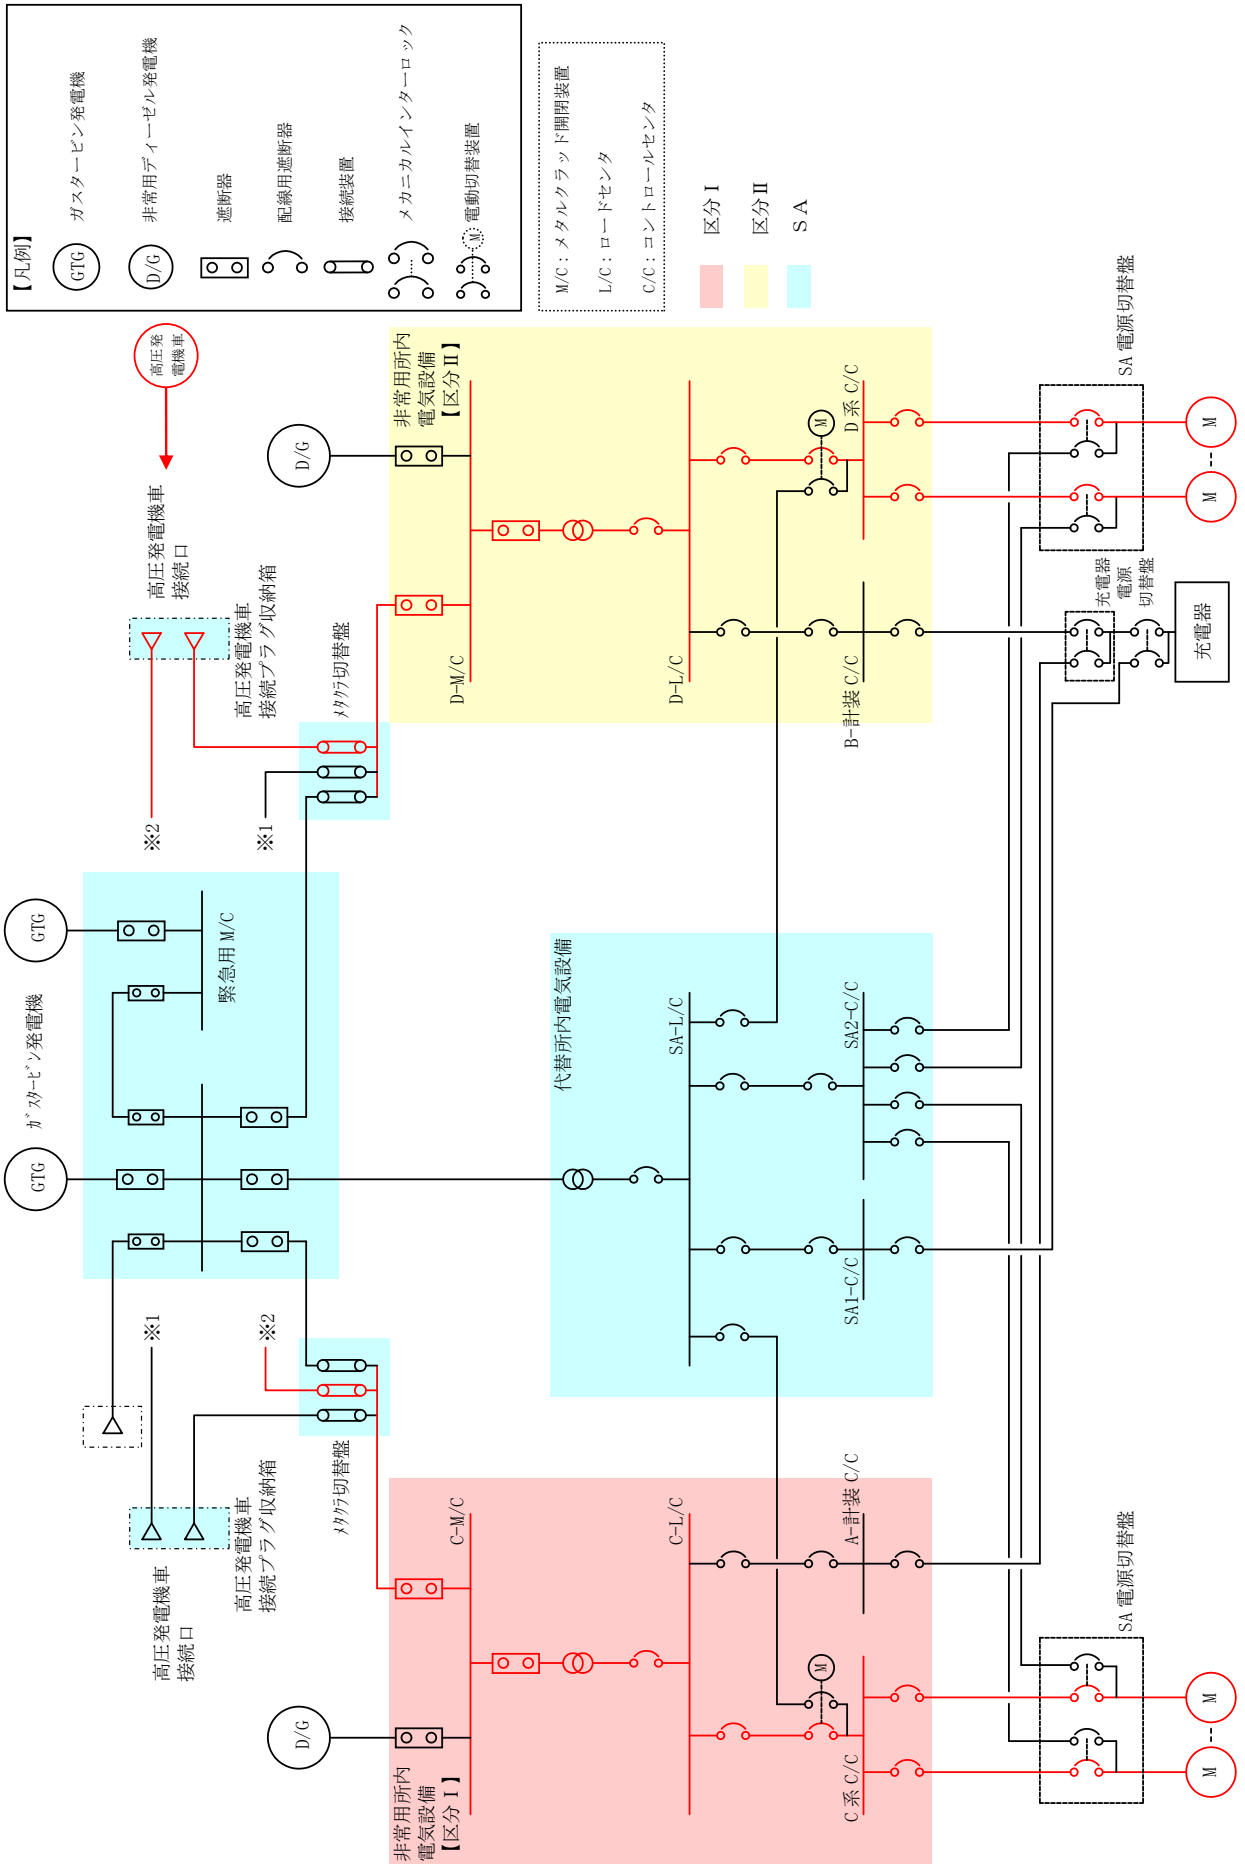 【凡例】
GTG
ガスタービン発電機
D/G
非常用ディーゼル発電機
遮断器
配線用遮断器
接続装置
メカニカルインターロック
M
電動切替装置
M/C：メタルクラッド開閉装置
L/C：ロードセンタ
C/C：コントロールセンタ
区分Ⅰ
区分Ⅱ
ＳＡ
高圧発
電機車
高圧発電機車
接続口
高圧発電機車
接続プラグ収納箱
※2
※1
ﾒﾀｸﾗ切替盤
D/G
非常用所内
電気設備
【区分Ⅱ】
D-M/C
D-L/C
M
D系C/C
B-計装C/C
SA電源切替盤
M
M
充電器
電源
切替盤
充電器
GTG
GTG
ｶﾞｽﾀｰﾋﾞﾝ発電機
緊急用M/C
代替所内電気設備
SA-L/C
SA2-C/C
SA1-C/C
※1
※2
高圧発電機車
接続口
高圧発電機車
接続プラグ収納箱
ﾒﾀｸﾗ切替盤
D/G
非常用所内
電気設備
【区分Ⅰ】
C-M/C
C-L/C
M
A-計装C/C
C系C/C
SA電源切替盤
M
M